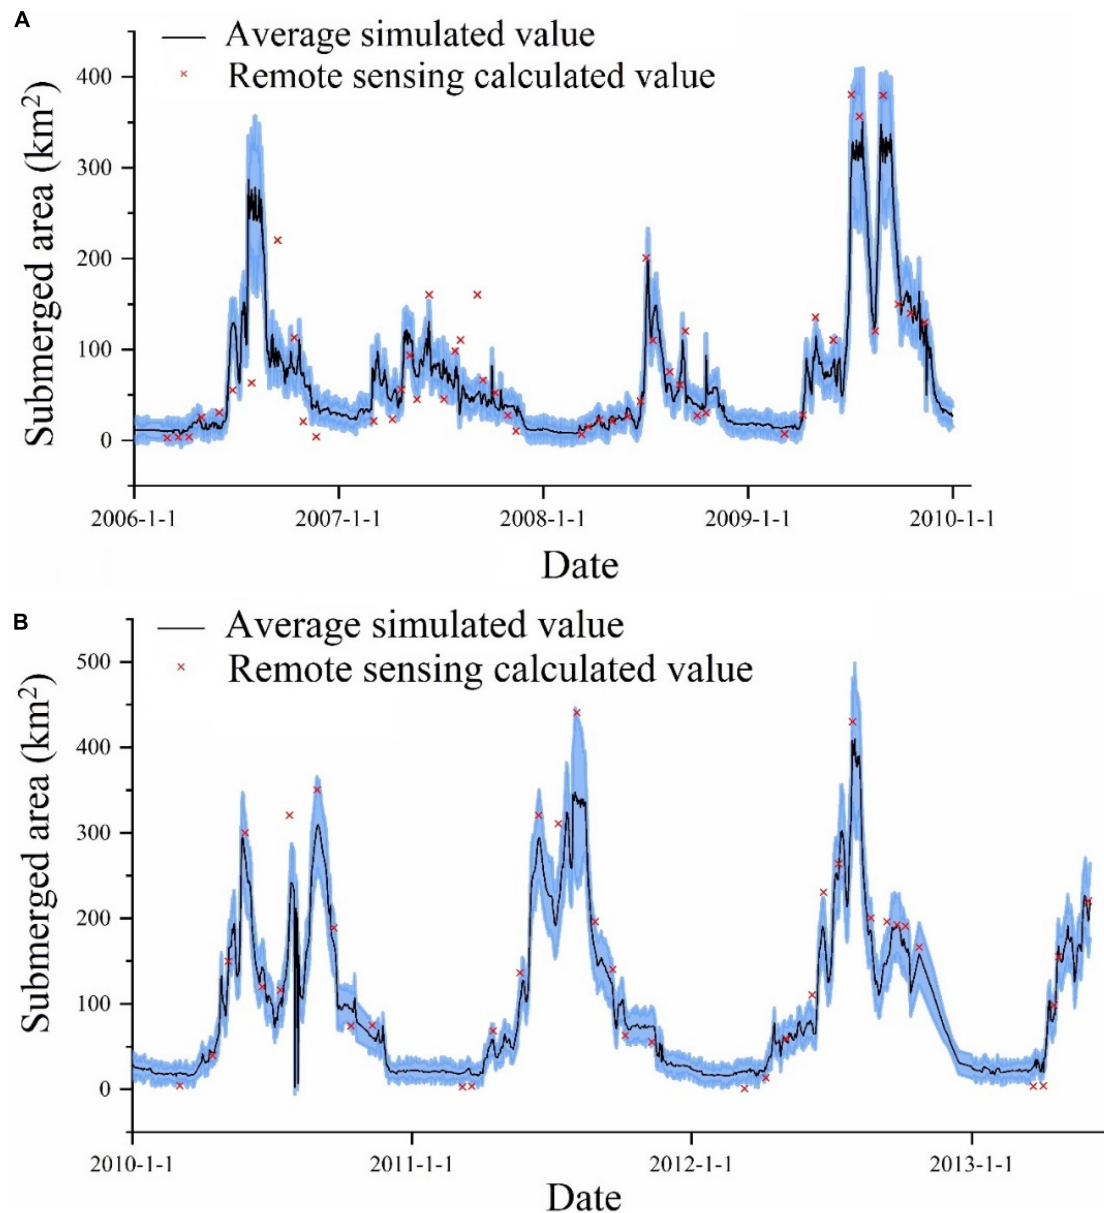 A
Average simulated value
Remote sensing calculated value
Submerged area (km²)
400
300
200
100
0
2006-1-1 2007-1-1 2008-1-1 2009-1-1 2010-1-1
Date
B
Average simulated value
Remote sensing calculated value
Submerged area (km²)
500
400
300
200
100
0
2010-1-1 2011-1-1 2012-1-1 2013-1-1
Date